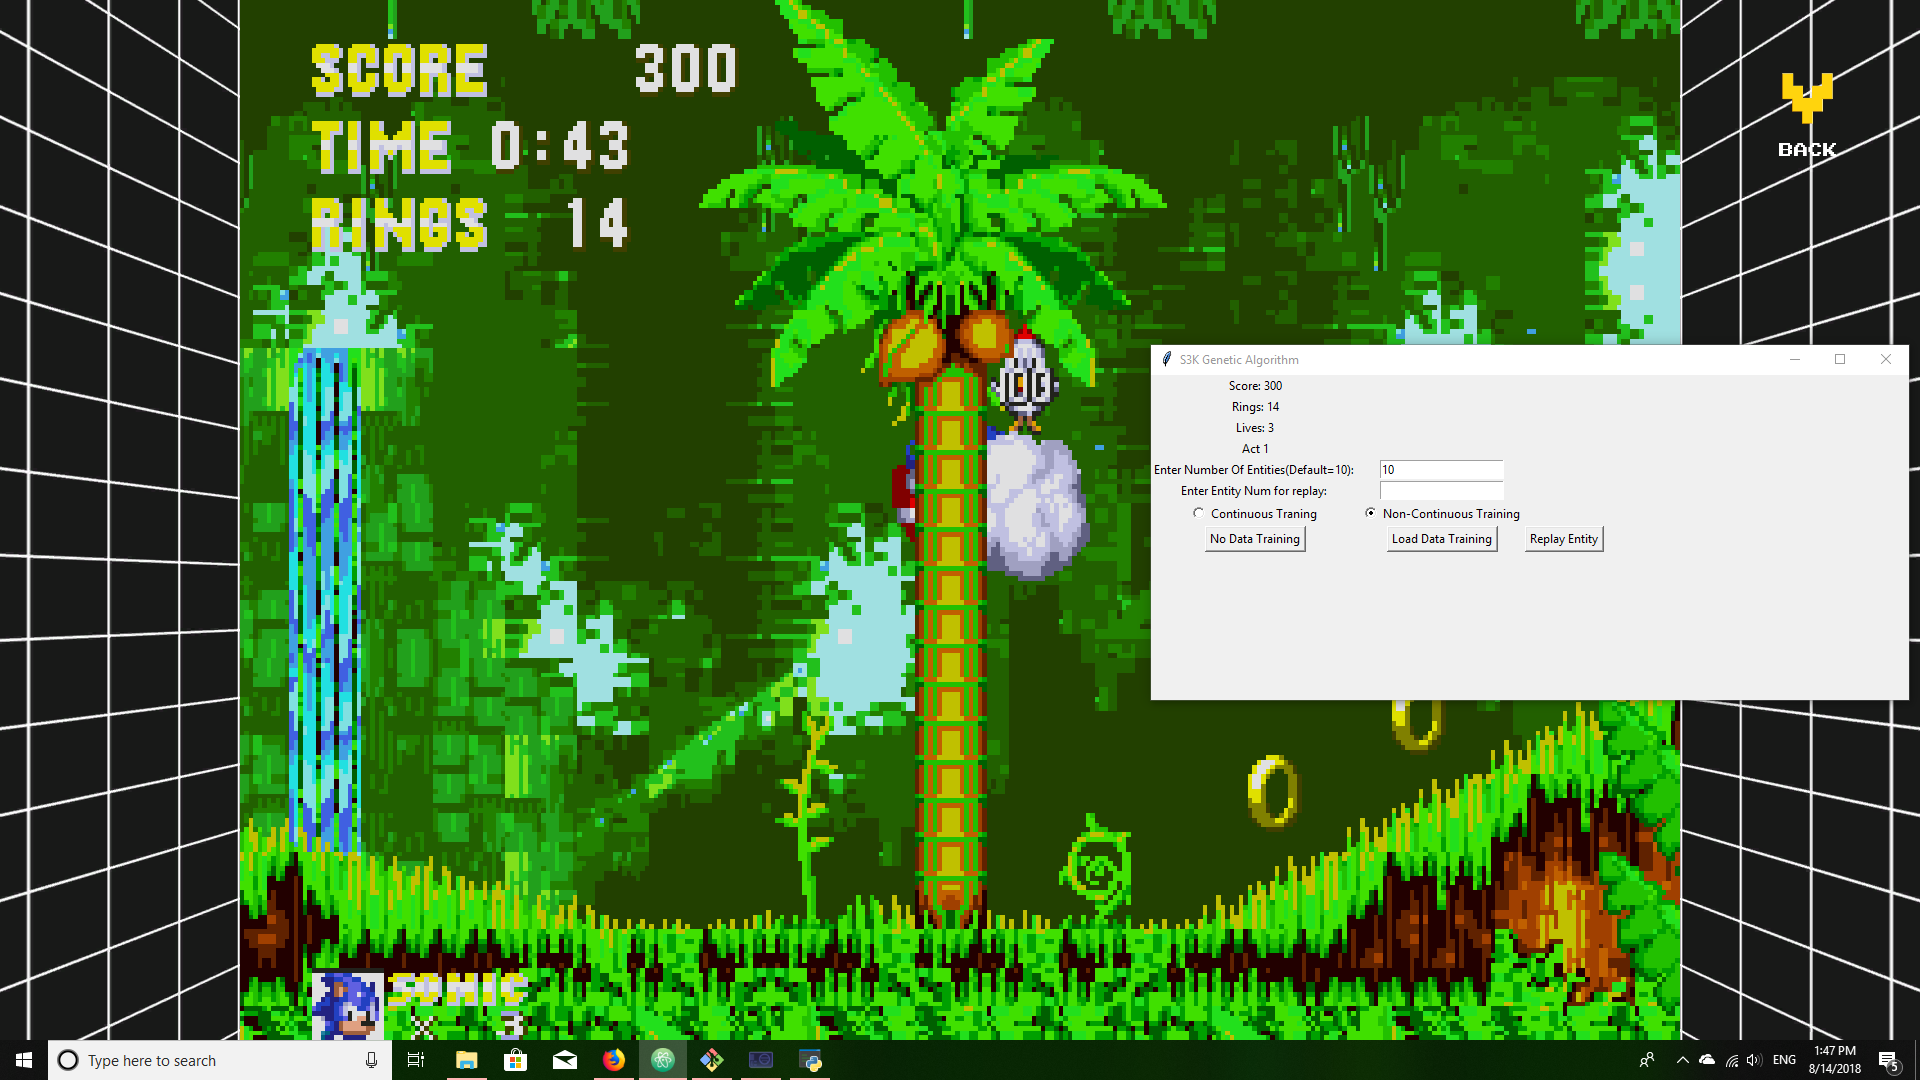 SCORE 300
TIME 0:43
RINGS 14
BACK
S3K Genetic Algorithm
Score: 300
Rings: 14
Lives: 3
Act 1
Enter Number Of Entities(Default=10): 10
Enter Entity Num for replay:
Continuous Traning Non-Continuous Training
No Data Training Load Data Training Replay Entity
SONIC
X 3
Type here to search
ENG
1:47 PM
8/14/2018
5